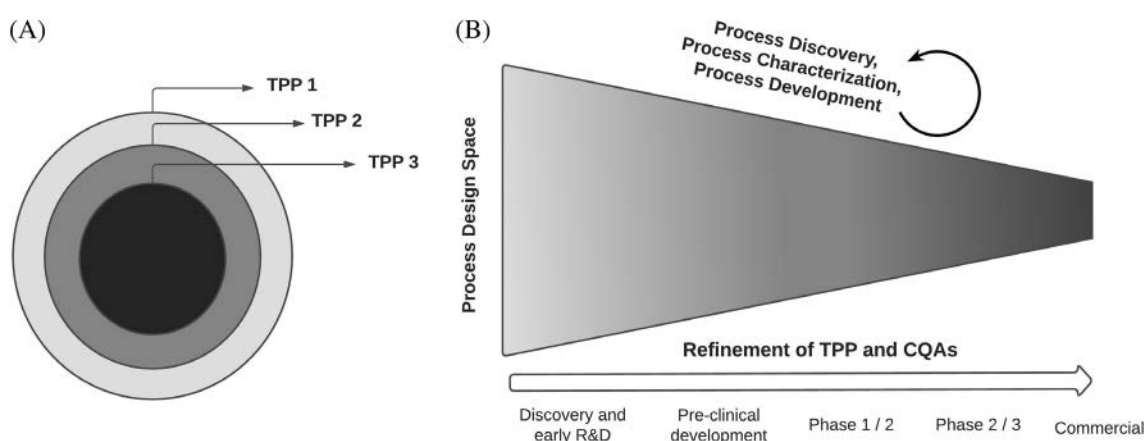 (A)
TPP 1
TPP 2
TPP 3
(B)
Process Discovery,
Process Characterization,
Process Development
Process Design Space
Refinement of TPP and CQAs
Discovery and
early R&D
Pre-clinical
development
Phase 1 / 2
Phase 2 / 3
Commercial